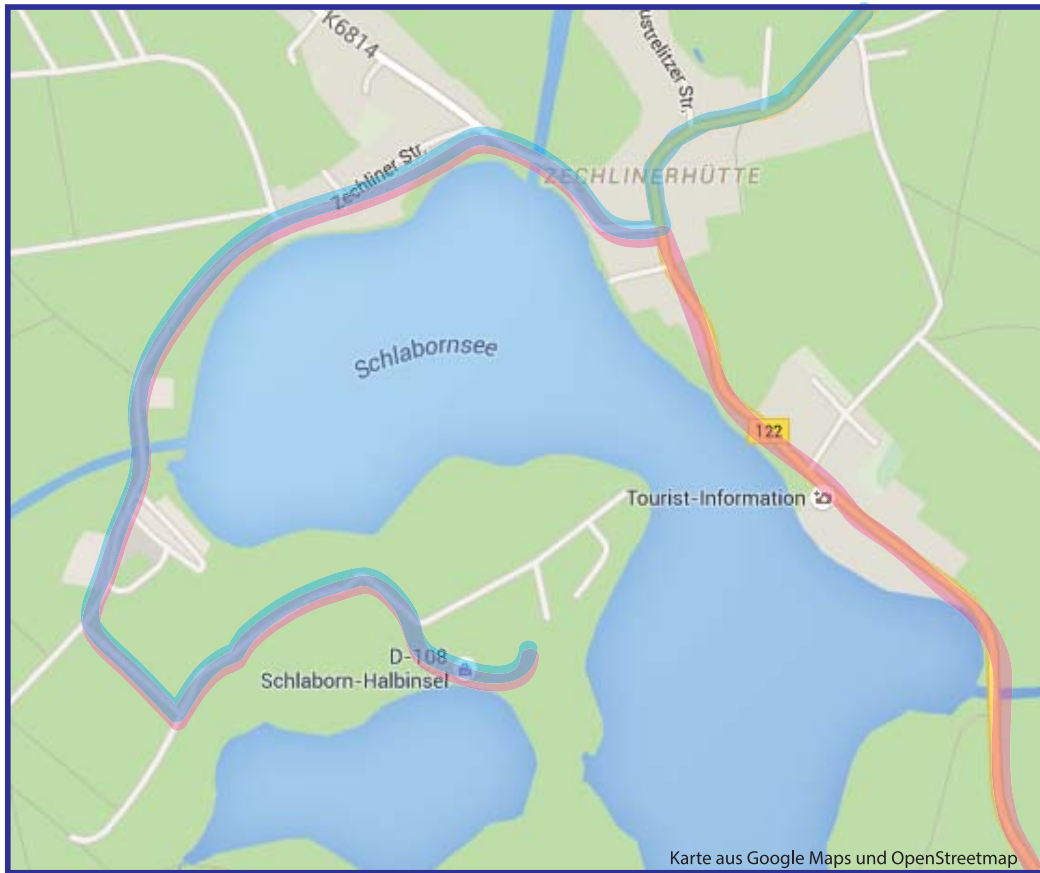 K6814
ustrelitzer Str.
Zechliner Str.
ZECHLINERHÜTTE
Schlabornsee
122
Tourist-Information
D-108
Schlaborn-Halbinsel
Karte aus Google Maps und OpenStreetmap